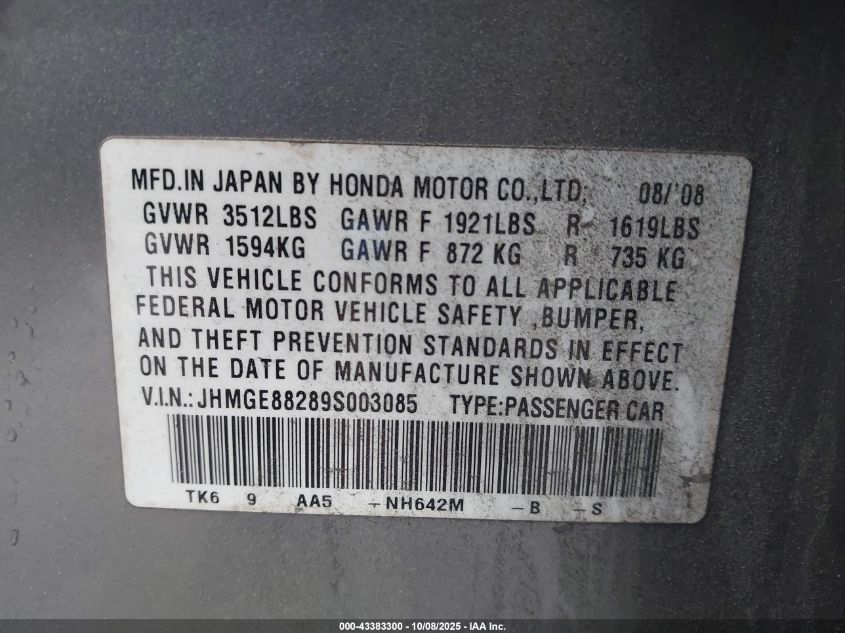 MFD.IN JAPAN BY HONDA MOTOR CO.,LTD, 08/'08
GVWR 3512LBS GAWR F 1921LBS R 1619LBS
GVWR 1594KG GAWR F 872 KG R 735 KG
THIS VEHICLE CONFORMS TO ALL APPLICABLE
FEDERAL MOTOR VEHICLE SAFETY ,BUMPER,
AND THEFT PREVENTION STANDARDS IN EFFECT
ON THE DATE OF MANUFACTURE SHOWN ABOVE.
V.I.N.:JHMGE88289S003085 TYPE:PASSENGER CAR
TK6 9 AA5 -NH642M -B -S
000-43383300 - 10/08/2025 - IAA Inc.